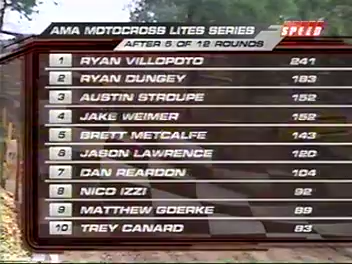 AMA MOTOCROSS LITES SERIES
SPEED
AFTER 5 OF 12 ROUNDS
1 RYAN VILLOPOTO 241
2 RYAN DUNGEY 183
3 AUSTIN STROUPE 152
4 JAKE WEIMER 152
5 BRETT METCALFE 143
6 JASON LAWRENCE 120
7 DAN REARDON 104
8 NICO IZZI 92
9 MATTHEW GOERKE 89
10 TREY CANARD 83